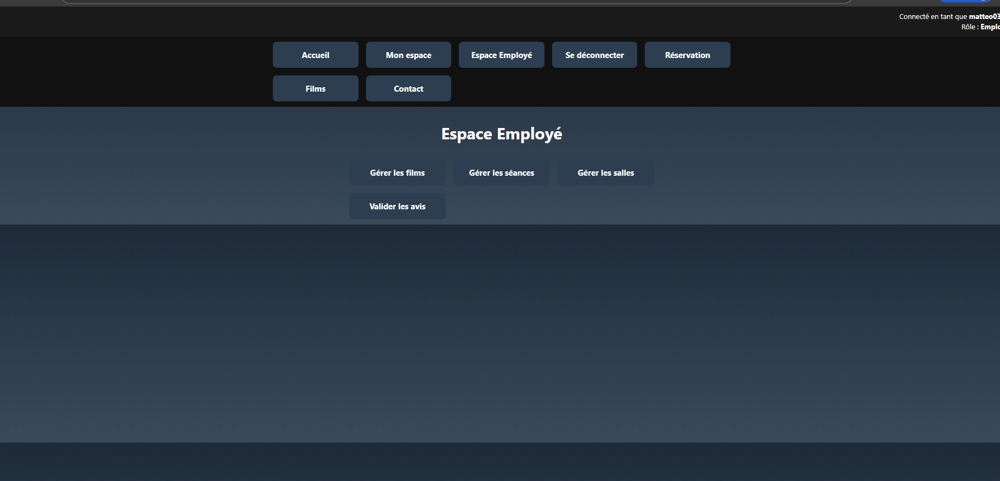 Connecté en tant que matteo03
Rôle :
Accueil Mon espace Espace Employé Se déconnecter Réservation
Films Contact
Espace Employé
Gérer les films Gérer les séances Gérer les salles
Valider les avis